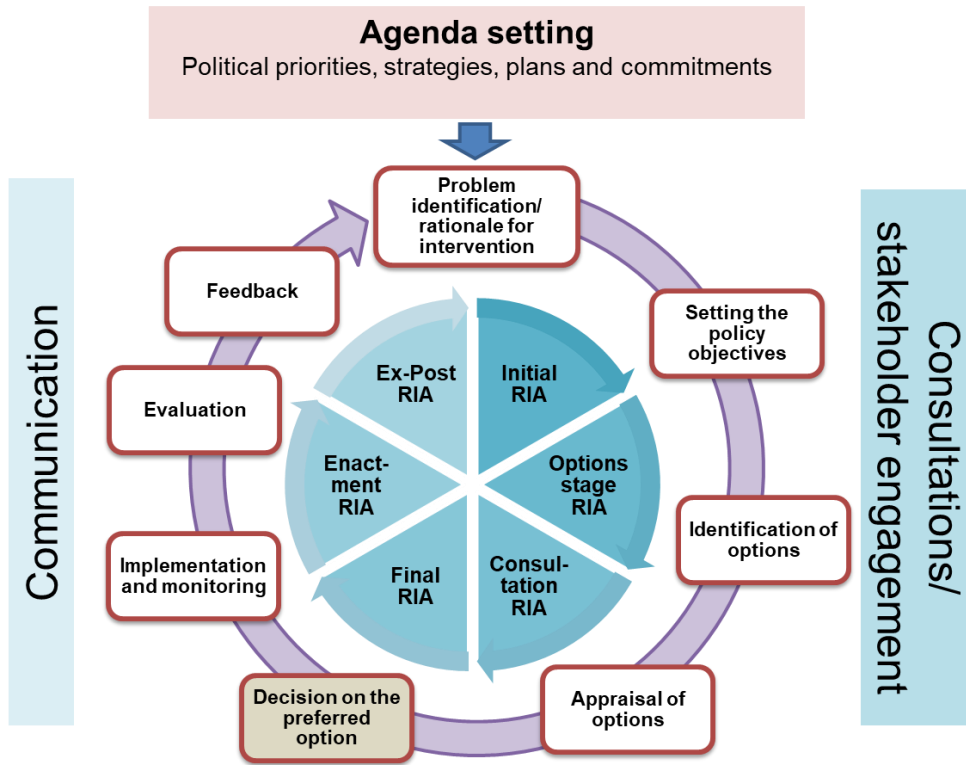 Agenda setting
Political priorities, strategies, plans and commitments
Communication
Consultations/
stakeholder engagement
Problem
identification/
rationale for
intervention
Setting the
policy
objectives
Identification of
options
Appraisal of
options
Decision on the
preferred
option
Implementation
and monitoring
Evaluation
Feedback
Initial
RIA
Options
stage
RIA
Consul-
tation
RIA
Final
RIA
Enact-
ment
RIA
Ex-Post
RIA